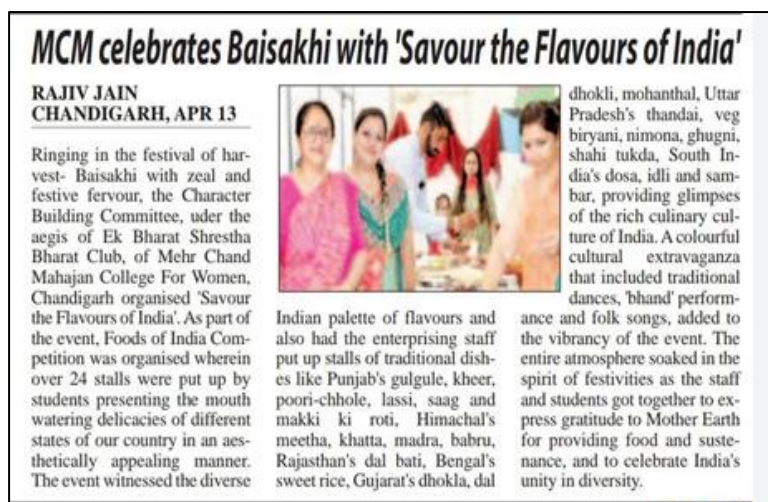 MCM celebrates Baisakhi with 'Savour the Flavours of India'
RAJIV JAIN
CHANDIGARH, APR 13
Ringing in the festival of har-
vest- Baisakhi with zeal and
festive fervour, the Character
Building Committee, uder the
aegis of Ek Bharat Shrestha
Bharat Club, of Mehr Chand
Mahajan College For Women,
Chandigarh organised 'Savour
the Flavours of India'. As part of
the event, Foods of India Com-
petition was organised wherein
over 24 stalls were put up by
students presenting the mouth
watering delicacies of different
states of our country in an aes-
thetically appealing manner.
The event witnessed the diverse
Indian palette of flavours and
also had the enterprising staff
put up stalls of traditional dish-
es like Punjab's gulgule, kheer,
poori-chhole, lassi, saag and
makki ki roti, Himachal's
meetha, khatta, madra, babru,
Rajasthan's dal bati, Bengal's
sweet rice, Gujarat's dhokla, dal
dhokli, mohanthal, Uttar
Pradesh's thandai, veg
biryani, nimona, ghugni,
shahi tukda, South In-
dia's dosa, idli and sam-
bar, providing glimpses
of the rich culinary cul-
ture of India. A colourful
cultural extravaganza
that included traditional
dances, 'bhand' perform-
ance and folk songs, added to
the vibrancy of the event. The
entire atmosphere soaked in the
spirit of festivities as the staff
and students got together to ex-
press gratitude to Mother Earth
for providing food and suste-
nance, and to celebrate India's
unity in diversity.